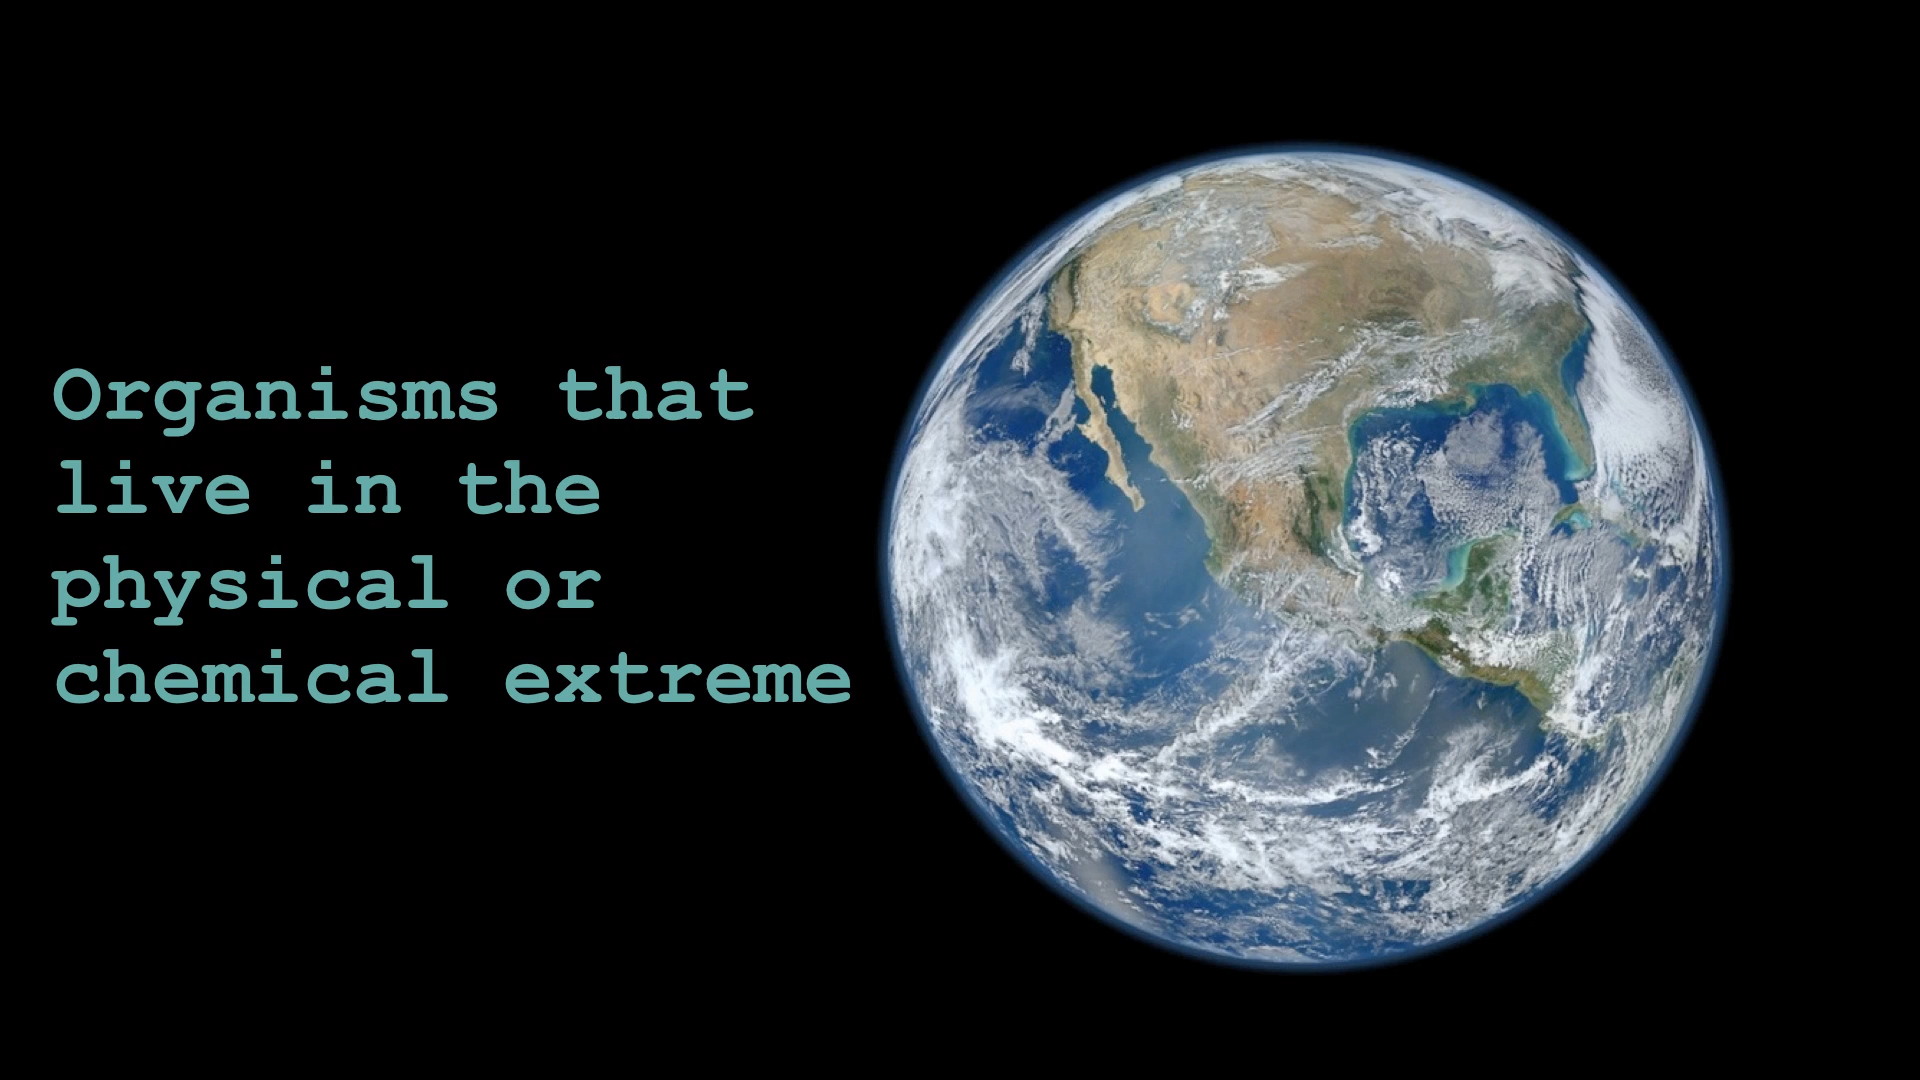 Organisms that
live in the
physical or
chemical extreme